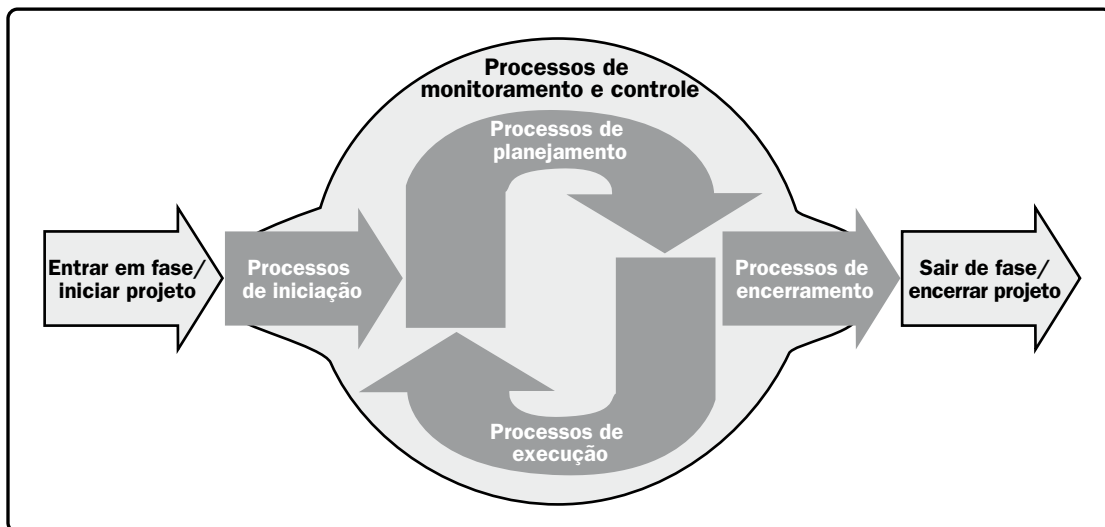 Processos de
monitoramento e controle
Processos de
planejamento
Entrar em fase/
iniciar projeto
Processos
de iniciação
Processos de
encerramento
Sair de fase/
encerrar projeto
Processos de
execução